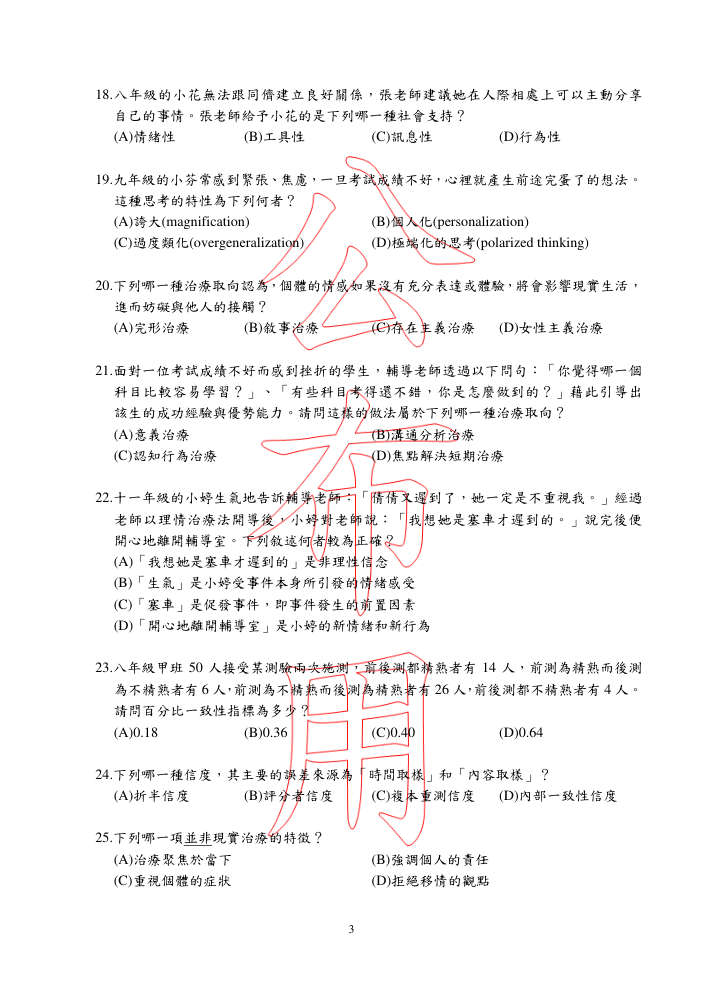 18.八年級的小花無法跟同儕建立良好關係，張老師建議她在人際相處上可以主動分享
自己的事情。張老師給予小花的是下列哪一種社會支持？
(A)情緒性 (B)工具性 (C)訊息性 (D)行為性
19.九年級的小芬常感到緊張、焦慮，一旦考試成績不好，心裡就產生前途完蛋了的想法。
這種思考的特性為下列何者？
(A)誇大(magnification) (B)個人化(personalization)
(C)過度類化(overgeneralization) (D)極端化的思考(polarized thinking)
20.下列哪一種治療取向認為，個體的情感如果沒有充分表達或體驗，將會影響現實生活，
進而妨礙與他人的接觸？
(A)完形治療 (B)敘事治療 (C)存在主義治療 (D)女性主義治療
21.面對一位考試成績不好而感到挫折的學生，輔導老師透過以下問句：「你覺得哪一個
科目比較容易學習？」、「有些科目考得還不錯，你是怎麼做到的？」藉此引導出
該生的成功經驗與優勢能力。請問這樣的做法屬於下列哪一種治療取向？
(A)意義治療 (B)溝通分析治療
(C)認知行為治療 (D)焦點解決短期治療
22.十一年級的小婷生氣地告訴輔導老師：「倩倩又遲到了，她一定是不重視我。」經過
老師以理情治療法開導後，小婷對老師說：「我想她是塞車才遲到的。」說完後便
開心地離開輔導室。下列敘述何者較為正確？
(A)「我想她是塞車才遲到的」是非理性信念
(B)「生氣」是小婷受事件本身所引發的情緒感受
(C)「塞車」是促發事件，即事件發生的前置因素
(D)「開心地離開輔導室」是小婷的新情緒和新行為
23.八年級甲班 50 人接受某測驗兩次施測，前後測都精熟者有 14 人，前測為精熟而後測
為不精熟者有 6 人，前測為不精熟而後測為精熟者有 26 人，前後測都不精熟者有 4 人。
請問百分比一致性指標為多少？
(A)0.18 (B)0.36 (C)0.40 (D)0.64
24.下列哪一種信度，其主要的誤差來源為「時間取樣」和「內容取樣」？
(A)折半信度 (B)評分者信度 (C)複本重測信度 (D)內部一致性信度
25.下列哪一項並非現實治療的特徵？
(A)治療聚焦於當下 (B)強調個人的責任
(C)重視個體的症狀 (D)拒絕移情的觀點
公布用
3